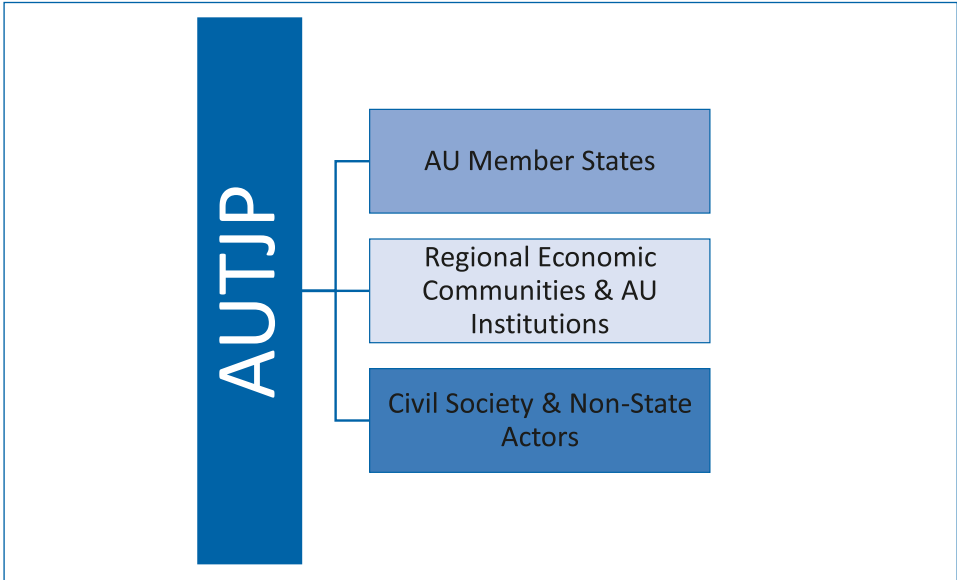 AUTJP
AU Member States
Regional Economic
Communities & AU
Institutions
Civil Society & Non-State
Actors